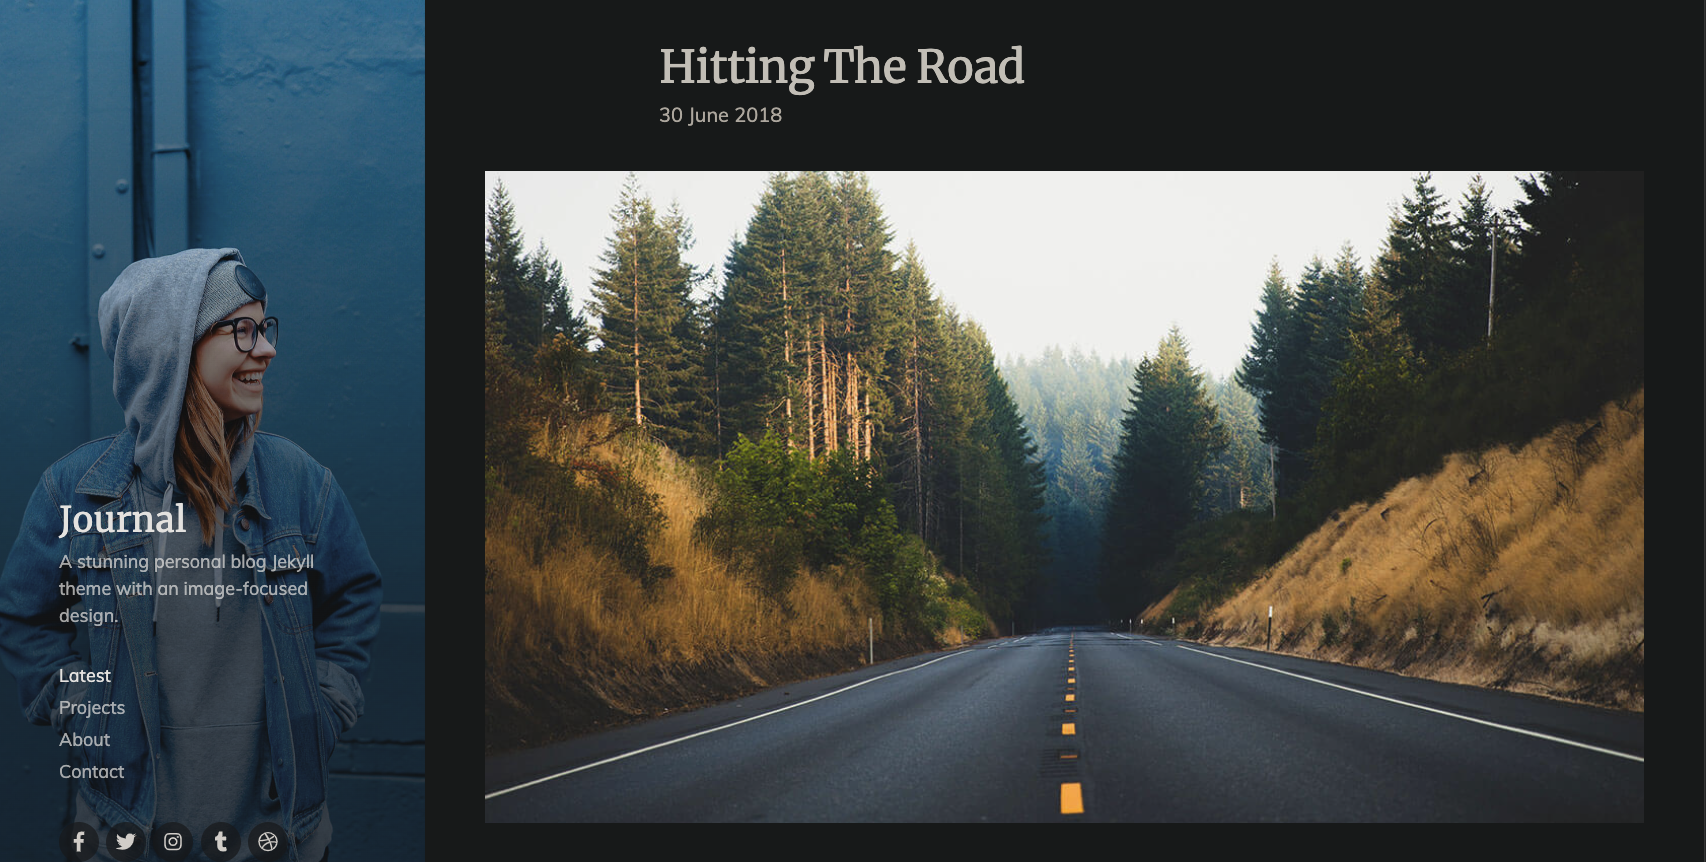 Hitting The Road
30 June 2018
Journal
A stunning personal blog Jekyll
theme with an image-focused
design.
Latest
Projects
About
Contact